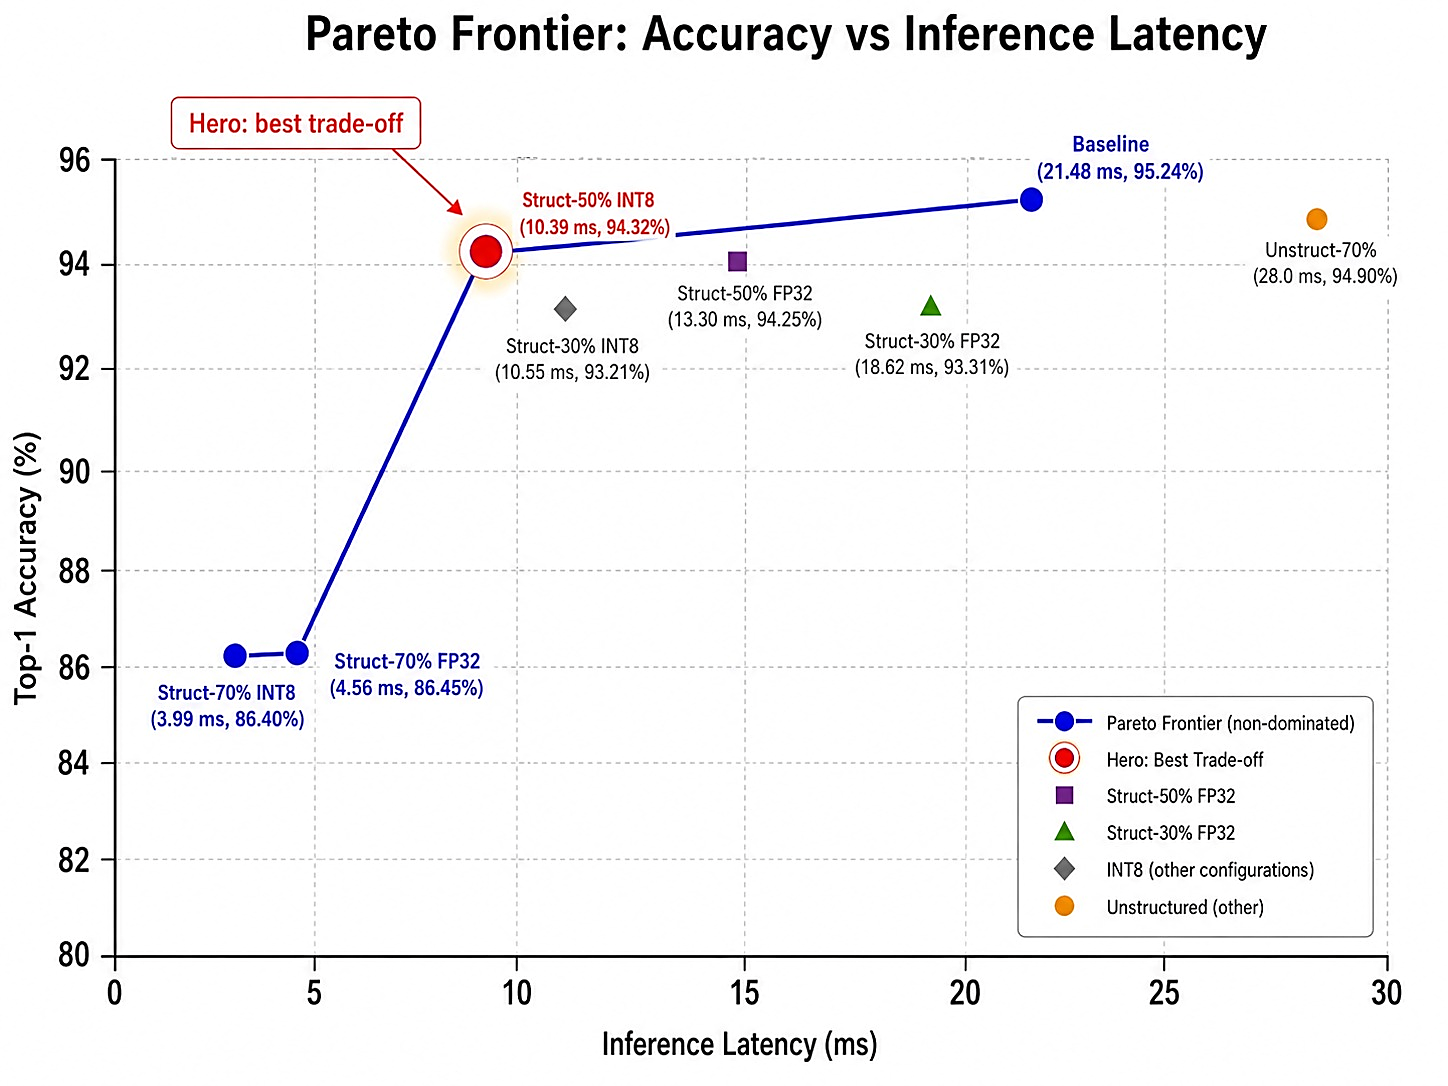 Pareto Frontier: Accuracy vs Inference Latency
Hero: best trade-off
Baseline
(21.48 ms, 95.24%)
Struct-50% INT8
(10.39 ms, 94.32%)
Unstruct-70%
(28.0 ms, 94.90%)
Struct-50% FP32
(13.30 ms, 94.25%)
Struct-30% INT8
(10.55 ms, 93.21%)
Struct-30% FP32
(18.62 ms, 93.31%)
Struct-70% FP32
(4.56 ms, 86.45%)
Struct-70% INT8
(3.99 ms, 86.40%)
Top-1 Accuracy (%)
96
94
92
90
88
86
84
82
80
0 5 10 15 20 25 30
Inference Latency (ms)
Pareto Frontier (non-dominated)
Hero: Best Trade-off
Struct-50% FP32
Struct-30% FP32
INT8 (other configurations)
Unstructured (other)